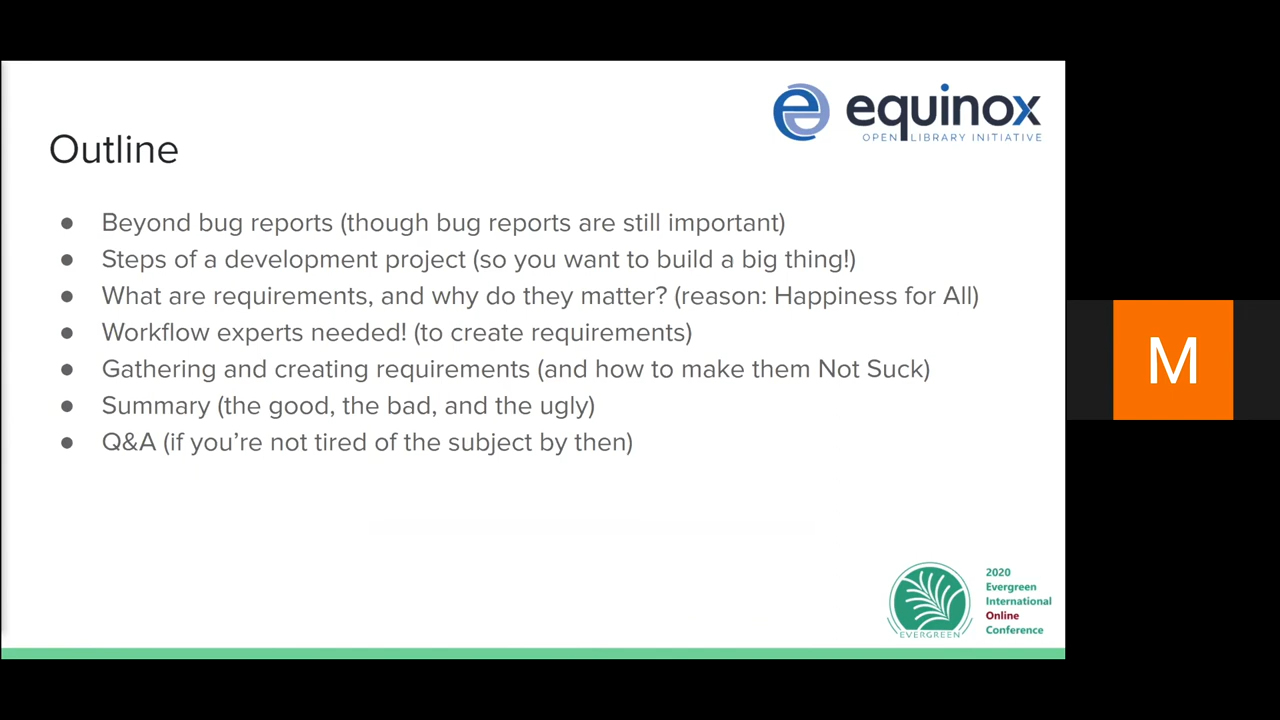 equinox
OPEN LIBRARY INITIATIVE
Outline
● Beyond bug reports (though bug reports are still important)
● Steps of a development project (so you want to build a big thing!)
● What are requirements, and why do they matter? (reason: Happiness for All)
● Workflow experts needed! (to create requirements)
● Gathering and creating requirements (and how to make them Not Suck)
● Summary (the good, the bad, and the ugly)
● Q&A (if you’re not tired of the subject by then)
M
EVERGREEN
2020
Evergreen
International
Online
Conference